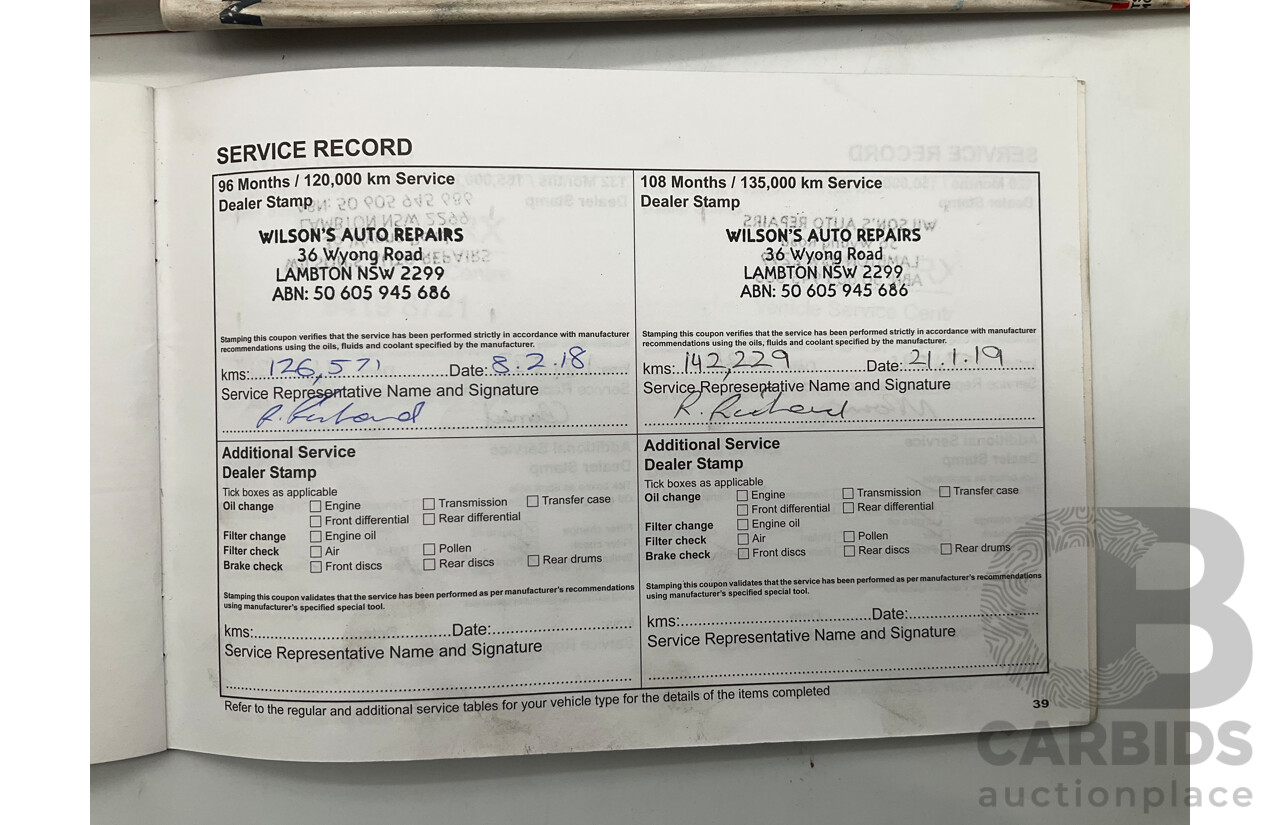 SERVICE RECORD
96 Months / 120,000 km Service
Dealer Stamp
WILSON'S AUTO REPAIRS
36 Wyong Road
LAMBTON NSW 2299
ABN: 50 605 945 686
Stamping this coupon verifies that the service has been performed strictly in accordance with manufacturer
recommendations using the oils, fluids and coolant specified by the manufacturer.
kms: 126,571 Date: 8.2.18
Service Representative Name and Signature
R.
Additional Service
Dealer Stamp
Tick boxes as applicable
Oil change Engine Transmission Transfer case
Front differential Rear differential
Filter change Engine oil
Filter check Air Pollen
Brake check Front discs Rear discs Rear drums
Stamping this coupon validates that the service has been performed as per manufacturer's recommendations
using manufacturer's specified special tool.
kms: Date:
Service Representative Name and Signature
108 Months / 135,000 km Service
Dealer Stamp
WILSON'S AUTO REPAIRS
36 Wyong Road
LAMBTON NSW 2299
ABN: 50 605 945 686
Stamping this coupon verifies that the service has been performed strictly in accordance with manufacturer
recommendations using the oils, fluids and coolant specified by the manufacturer.
kms: 142,229 Date: 21.1.19
Service Representative Name and Signature
R.
Additional Service
Dealer Stamp
Tick boxes as applicable
Oil change Engine Transmission Transfer case
Front differential Rear differential
Filter change Engine oil
Filter check Air Pollen
Brake check Front discs Rear discs Rear drums
Stamping this coupon validates that the service has been performed as per manufacturer's recommendations
using manufacturer's specified special tool.
kms: Date:
Service Representative Name and Signature
Refer to the regular and additional service tables for your vehicle type for the details of the items completed
39
CARBIDS
auctionplace